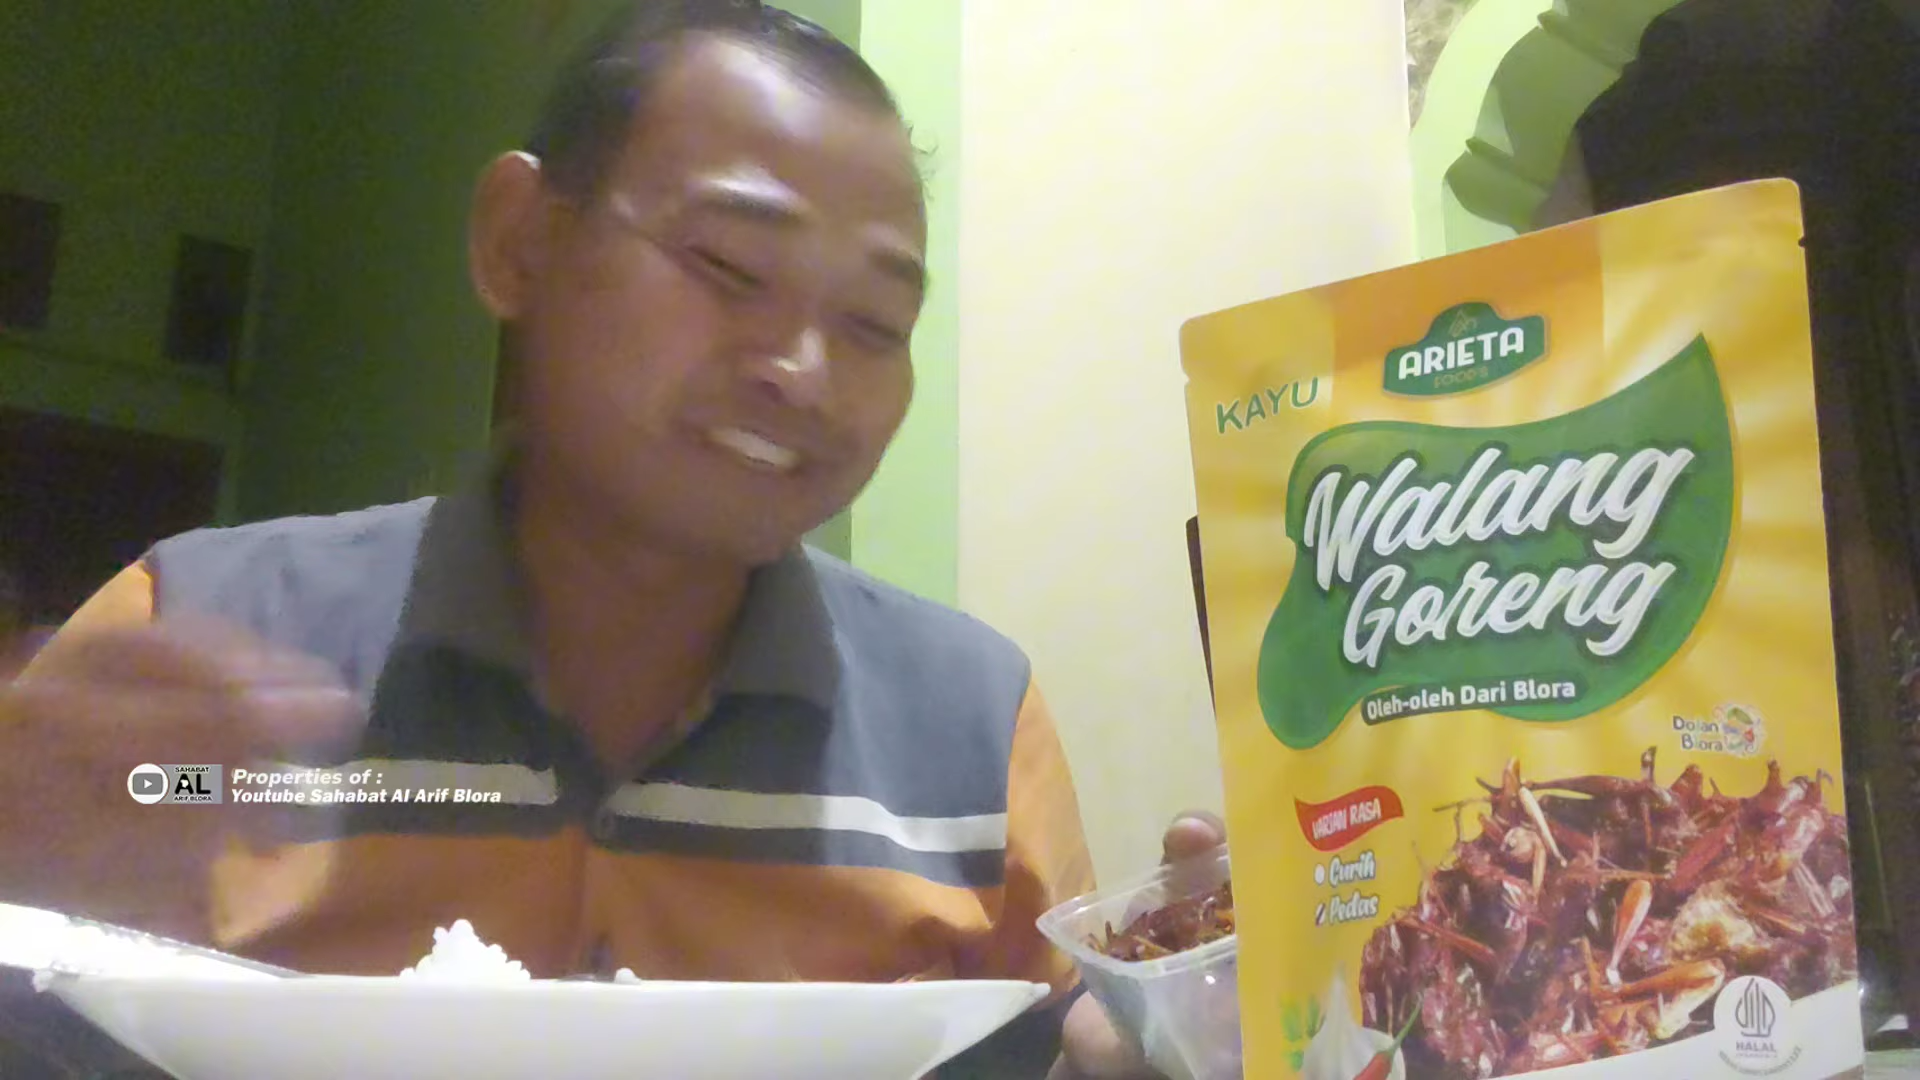 ARIETA
FOOD'S
KAYU
Walang
Goreng
Oleh-oleh Dari Blora
Dolan
Blora
VARIAN RASA
Gurih
Pedas
HALAL
SAHABAT
AL
ARIF BLORA
Properties of :
Youtube Sahabat Al Arif Blora